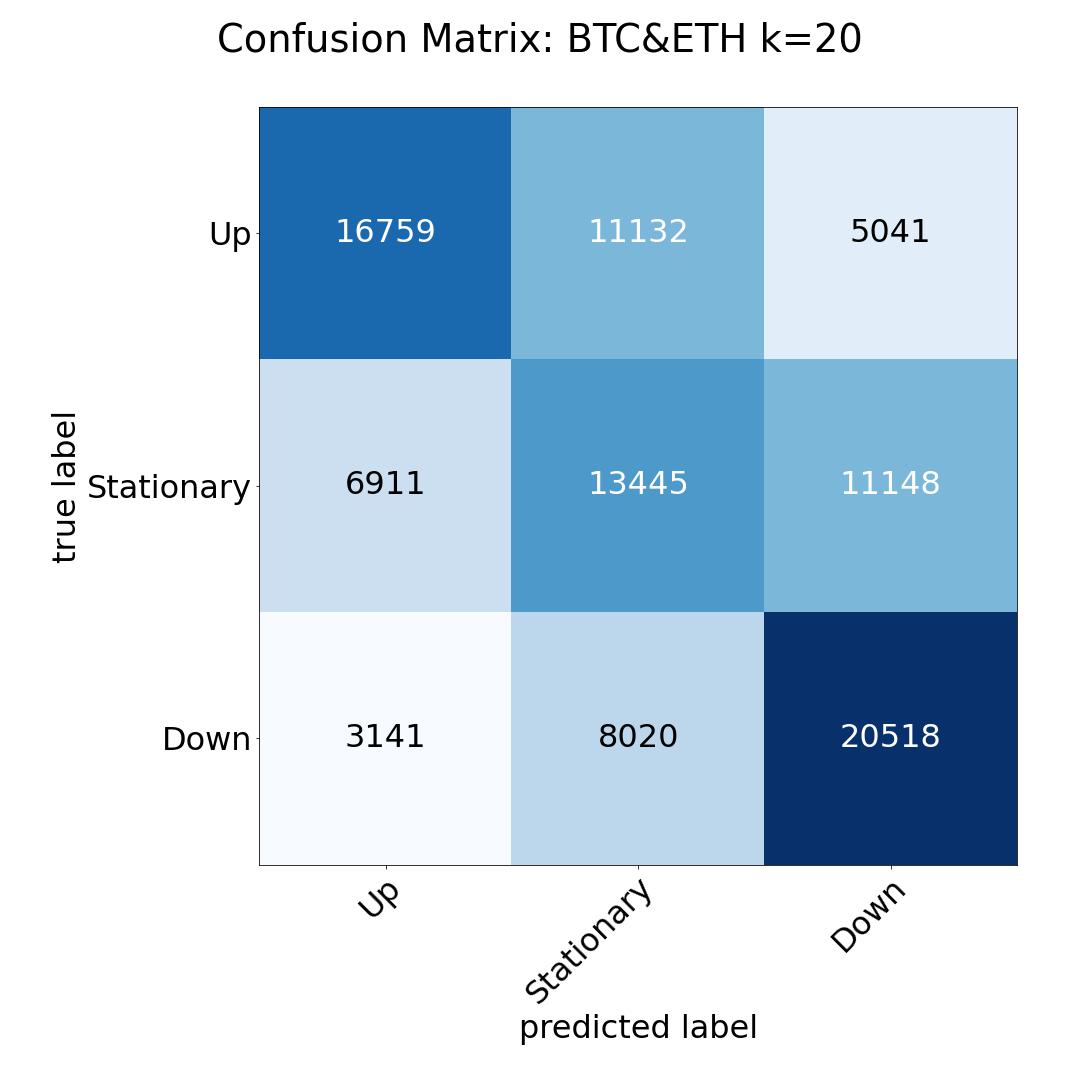 Confusion Matrix: BTC&ETH k=20
Up
16759 11132 5041
true label
Stationary
6911 13445 11148
Down
3141 8020 20518
Up Stationary Down
predicted label